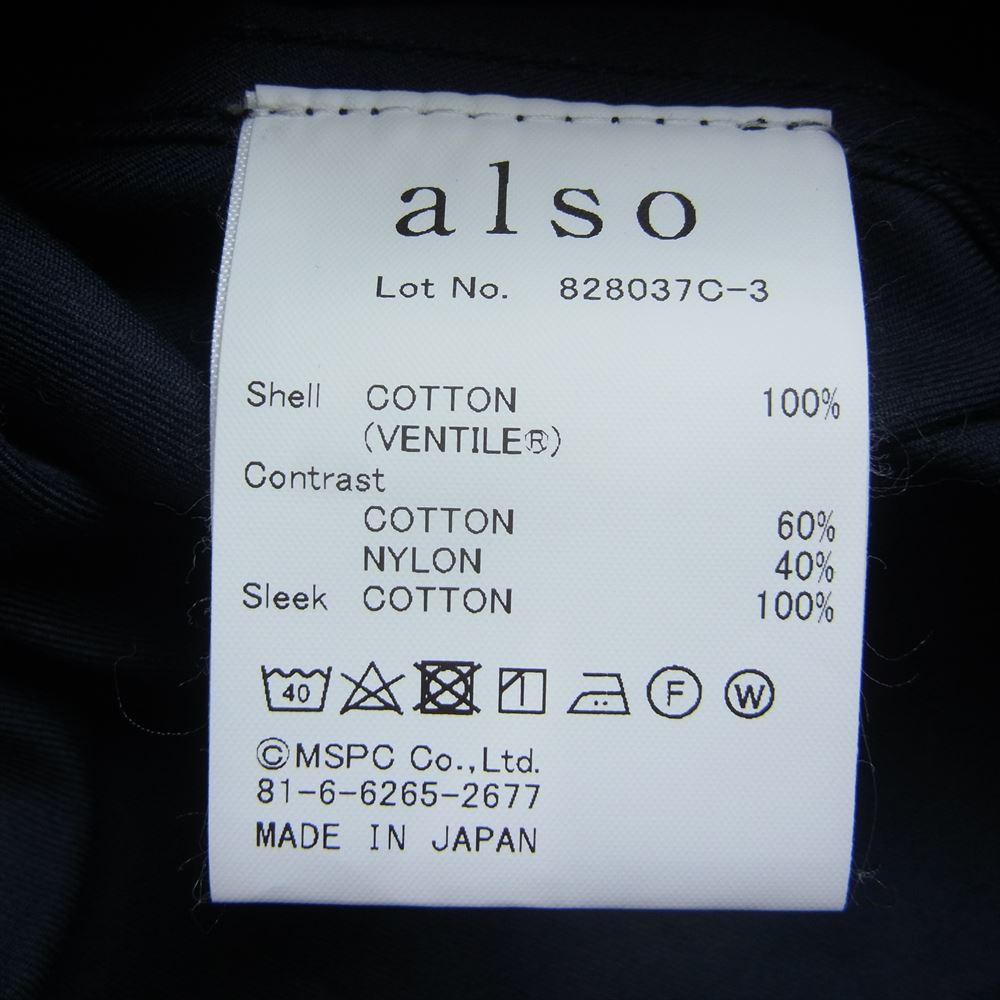 also
Lot No. 828037C-3
Shell COTTON 100%
(VENTILE®)
Contrast
COTTON 60%
NYLON 40%
Sleek COTTON 100%
40 F W
©MSPC Co.,Ltd.
81-6-6265-2677
MADE IN JAPAN